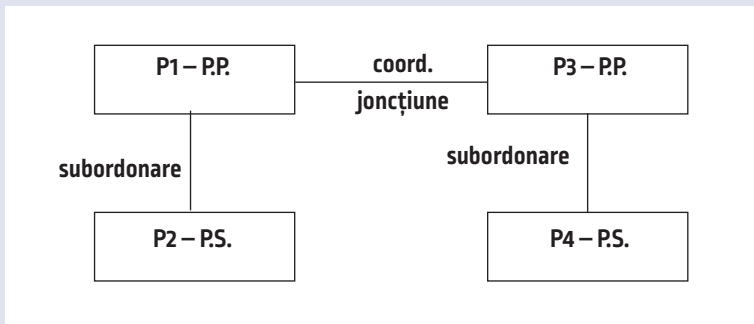 P1 – P.P.
coord.
P3 – P.P.
joncțiune
subordonare
subordonare
P2 – P.S.
P4 – P.S.